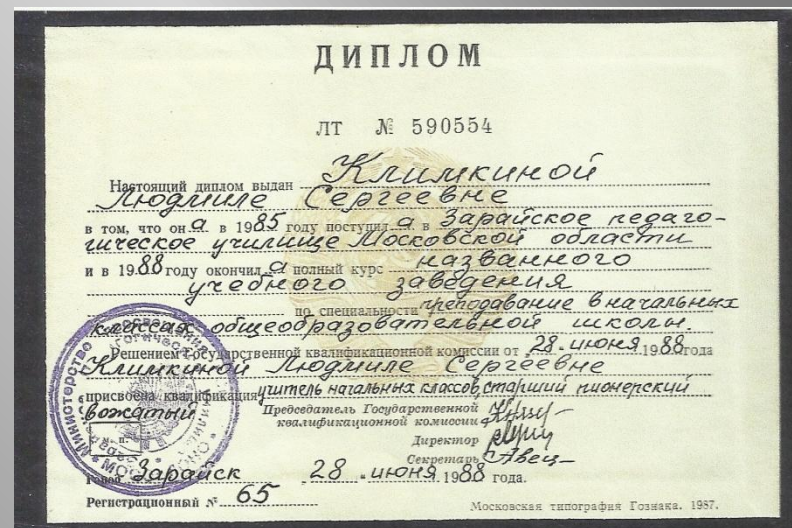 ДИПЛОМ
ЛТ № 590554
Настоящий диплом выдан Климкиной
Людмиле Сергеевне
в том, что он а в 1985 году поступил а в Зарайское педаго-
гическое училище Московской области
и в 1988 году окончил а полный курс названного
учебного заведения
по специальности преподавание в начальных
классах общеобразовательной школы.
Решением Государственной квалификационной комиссии от 28 июня 1988 года
Климкиной Людмиле Сергеевне
присвоена квалификация учитель начальных классов, старший пионерский
вожатый
Председатель Государственной
квалификационной комиссии
Директор
Секретарь
Город Зарайск 28 июня 1988 года.
Регистрационный № 65
Московская типография Гознака. 1987.